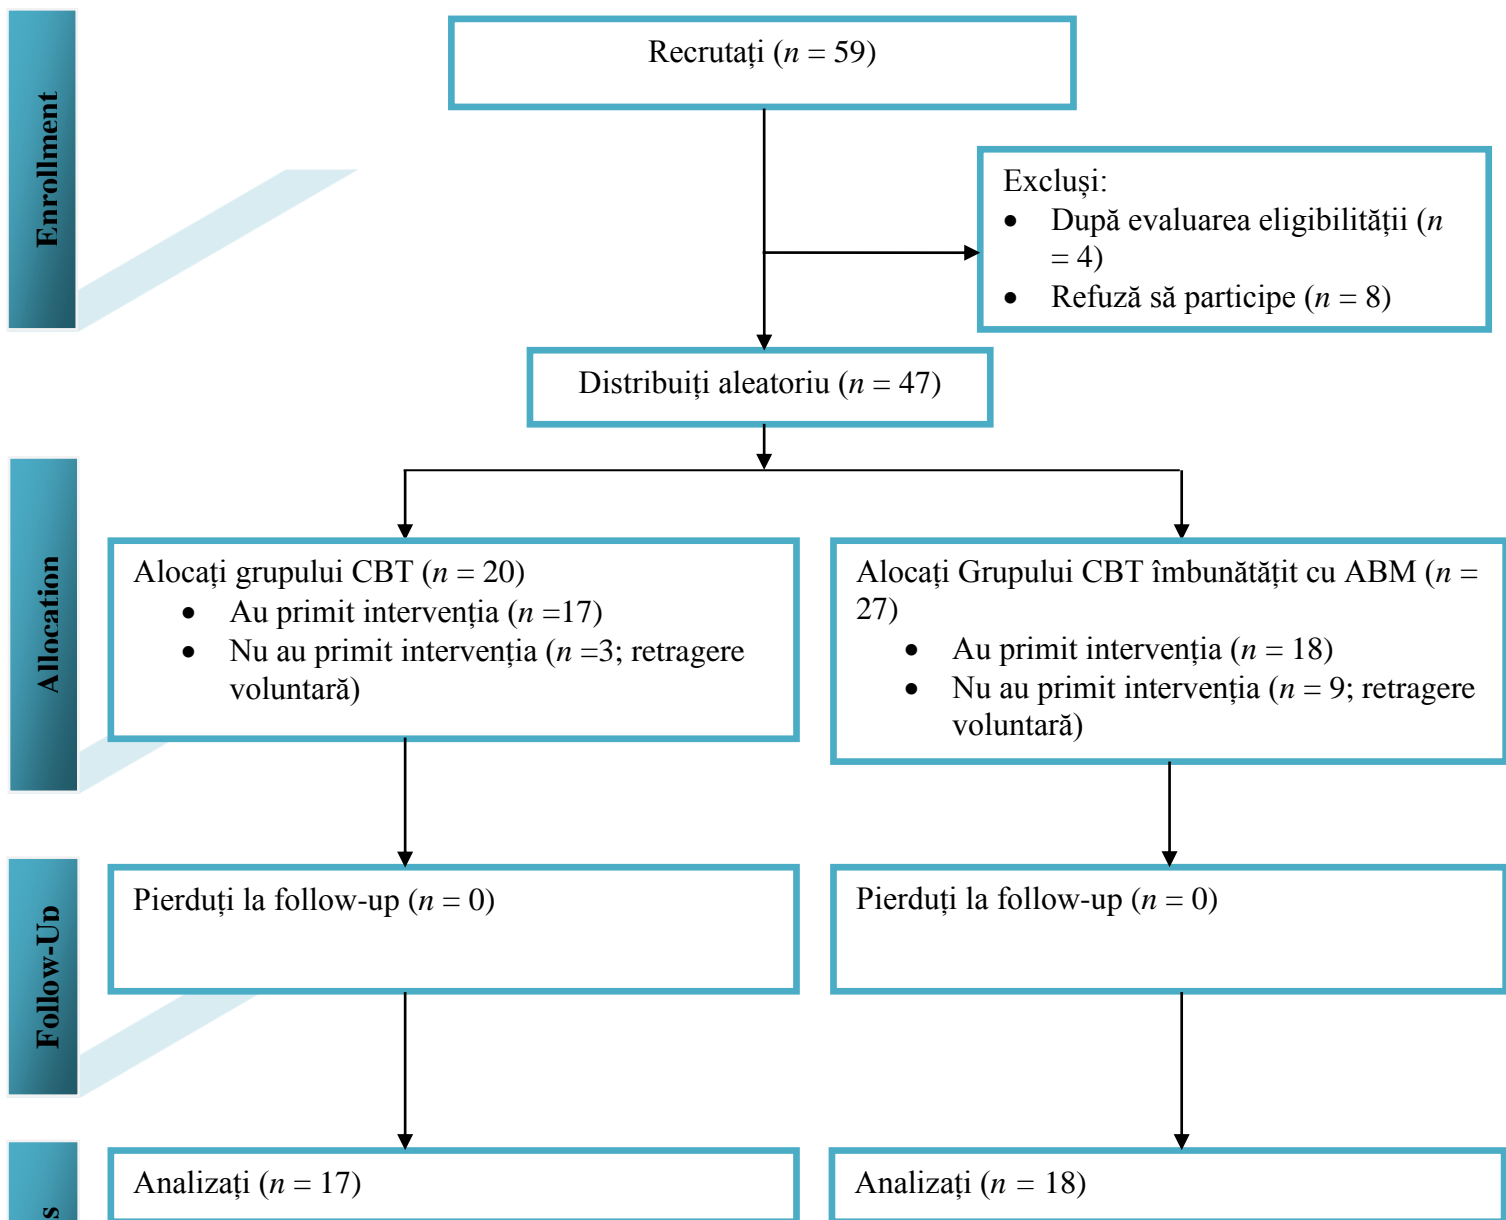 Enrollment
Recrutați (n = 59)
Excluși:
• După evaluarea eligibilității (n
= 4)
• Refuză să participe (n = 8)
Distribuiți aleatoriu (n = 47)
Allocation
Alocați grupului CBT (n = 20)
• Au primit intervenția (n =17)
• Nu au primit intervenția (n =3; retragere
voluntară)
Alocați Grupului CBT îmbunătățit cu ABM (n =
27)
• Au primit intervenția (n = 18)
• Nu au primit intervenția (n = 9; retragere
voluntară)
Follow-Up
Pierduți la follow-up (n = 0)
Pierduți la follow-up (n = 0)
Analizați (n = 17)
Analizați (n = 18)